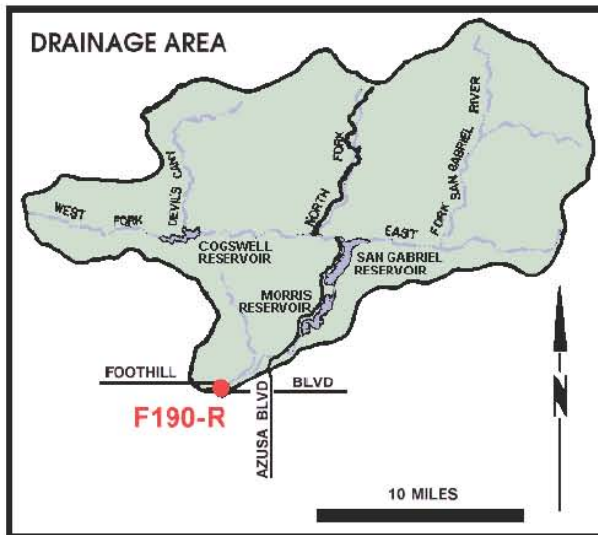 DRAINAGE AREA
WEST FORK
DEVIL'S CANY
NORTH FORK
EAST FORK
SAN GABRIEL RIVER
COGSWELL
RESERVOIR
SAN GABRIEL
RESERVOIR
MORRIS
RESERVOIR
FOOTHILL BLVD
F190-R
AZUSA BLVD
N
10 MILES